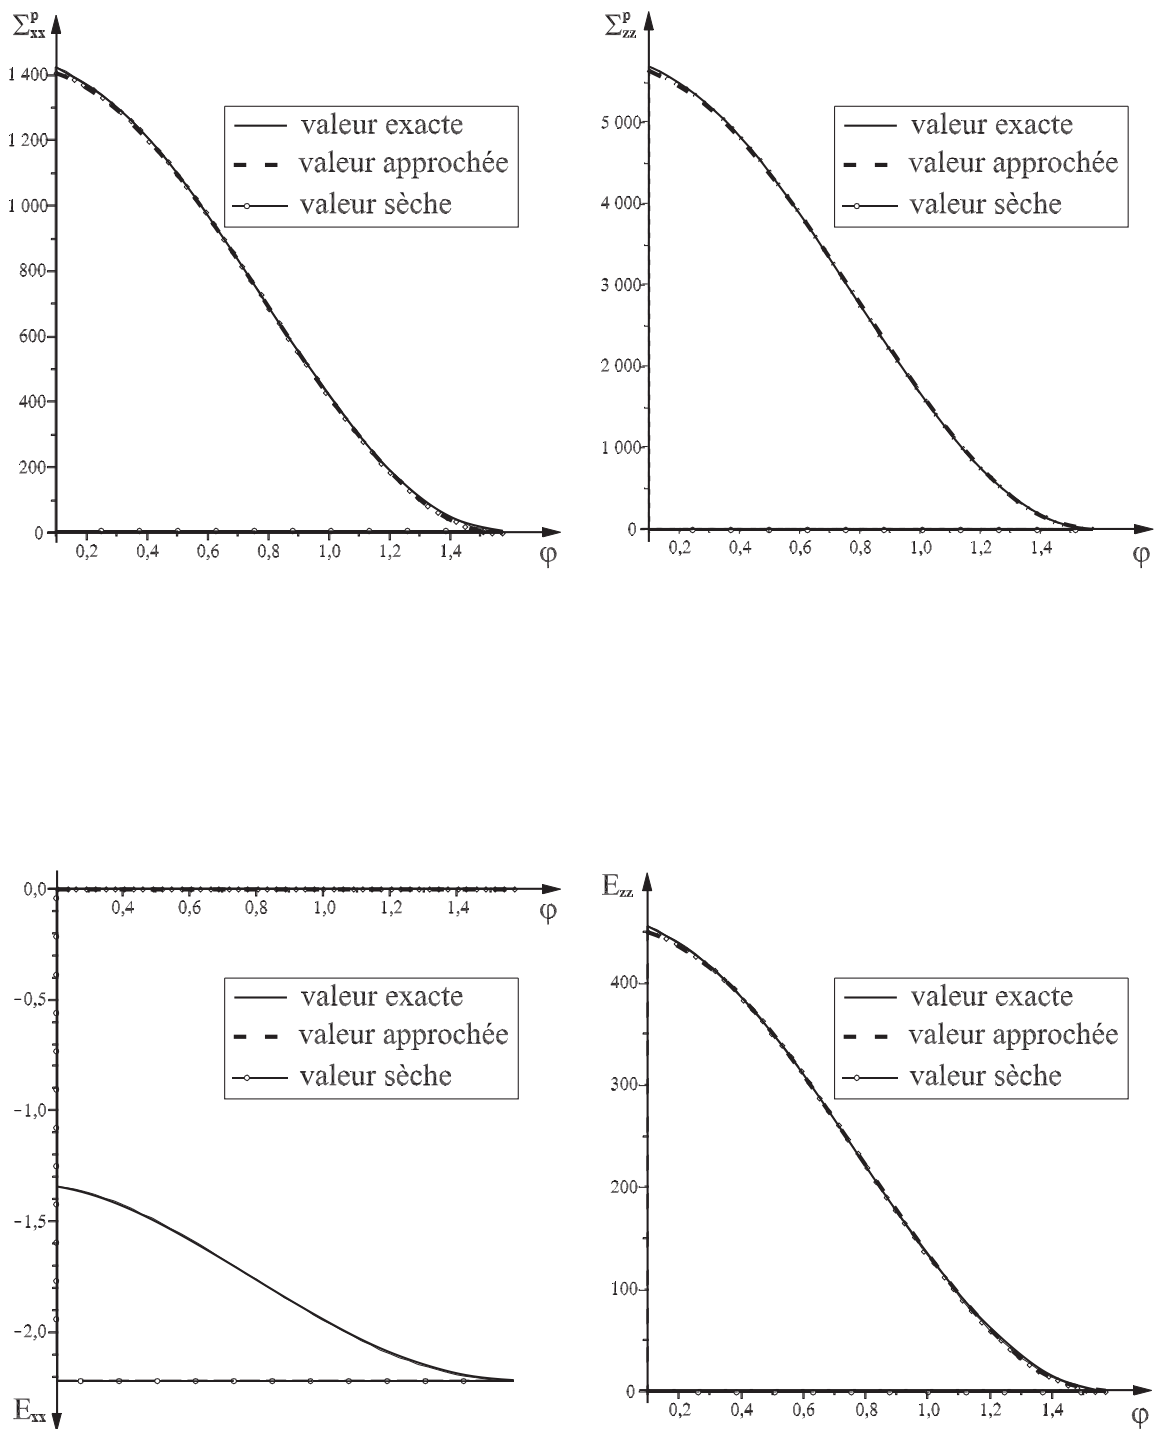 Σᵖxx
1 400
1 200
1 000
800
600
400
200
0
0,2 0,4 0,6 0,8 1,0 1,2 1,4
φ
valeur exacte
valeur approchée
valeur sèche
Σᵖzz
5 000
4 000
3 000
2 000
1 000
0
0,2 0,4 0,6 0,8 1,0 1,2 1,4
φ
valeur exacte
valeur approchée
valeur sèche
0,0
0,4 0,6 0,8 1,0 1,2 1,4
φ
-0,5
-1,0
-1,5
-2,0
Exx
valeur exacte
valeur approchée
valeur sèche
Ezz
400
300
200
100
0
0,2 0,4 0,6 0,8 1,0 1,2 1,4
φ
valeur exacte
valeur approchée
valeur sèche